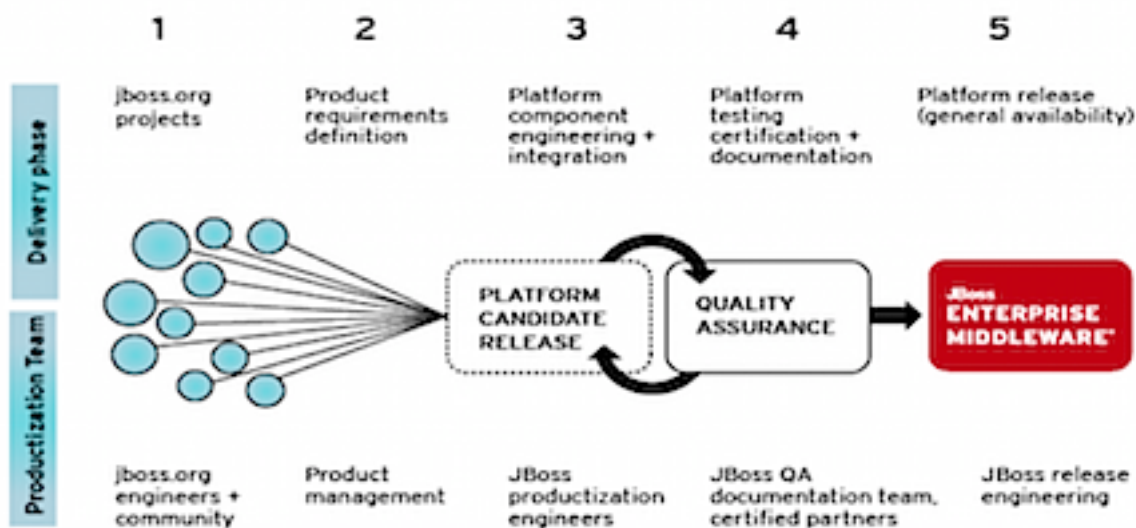 1 2 3 4 5
jboss.org
projects
Product
requirements
definition
Platform
component
engineering +
integration
Platform
testing
certification +
documentation
Platform release
(general availability)
Delivery phase
PLATFORM
CANDIDATE
RELEASE
QUALITY
ASSURANCE
JBoss
ENTERPRISE
MIDDLEWARE
Productization Team
jboss.org
engineers +
community
Product
management
JBoss
productization
engineers
JBoss QA
documentation team,
certified partners
JBoss release
engineering